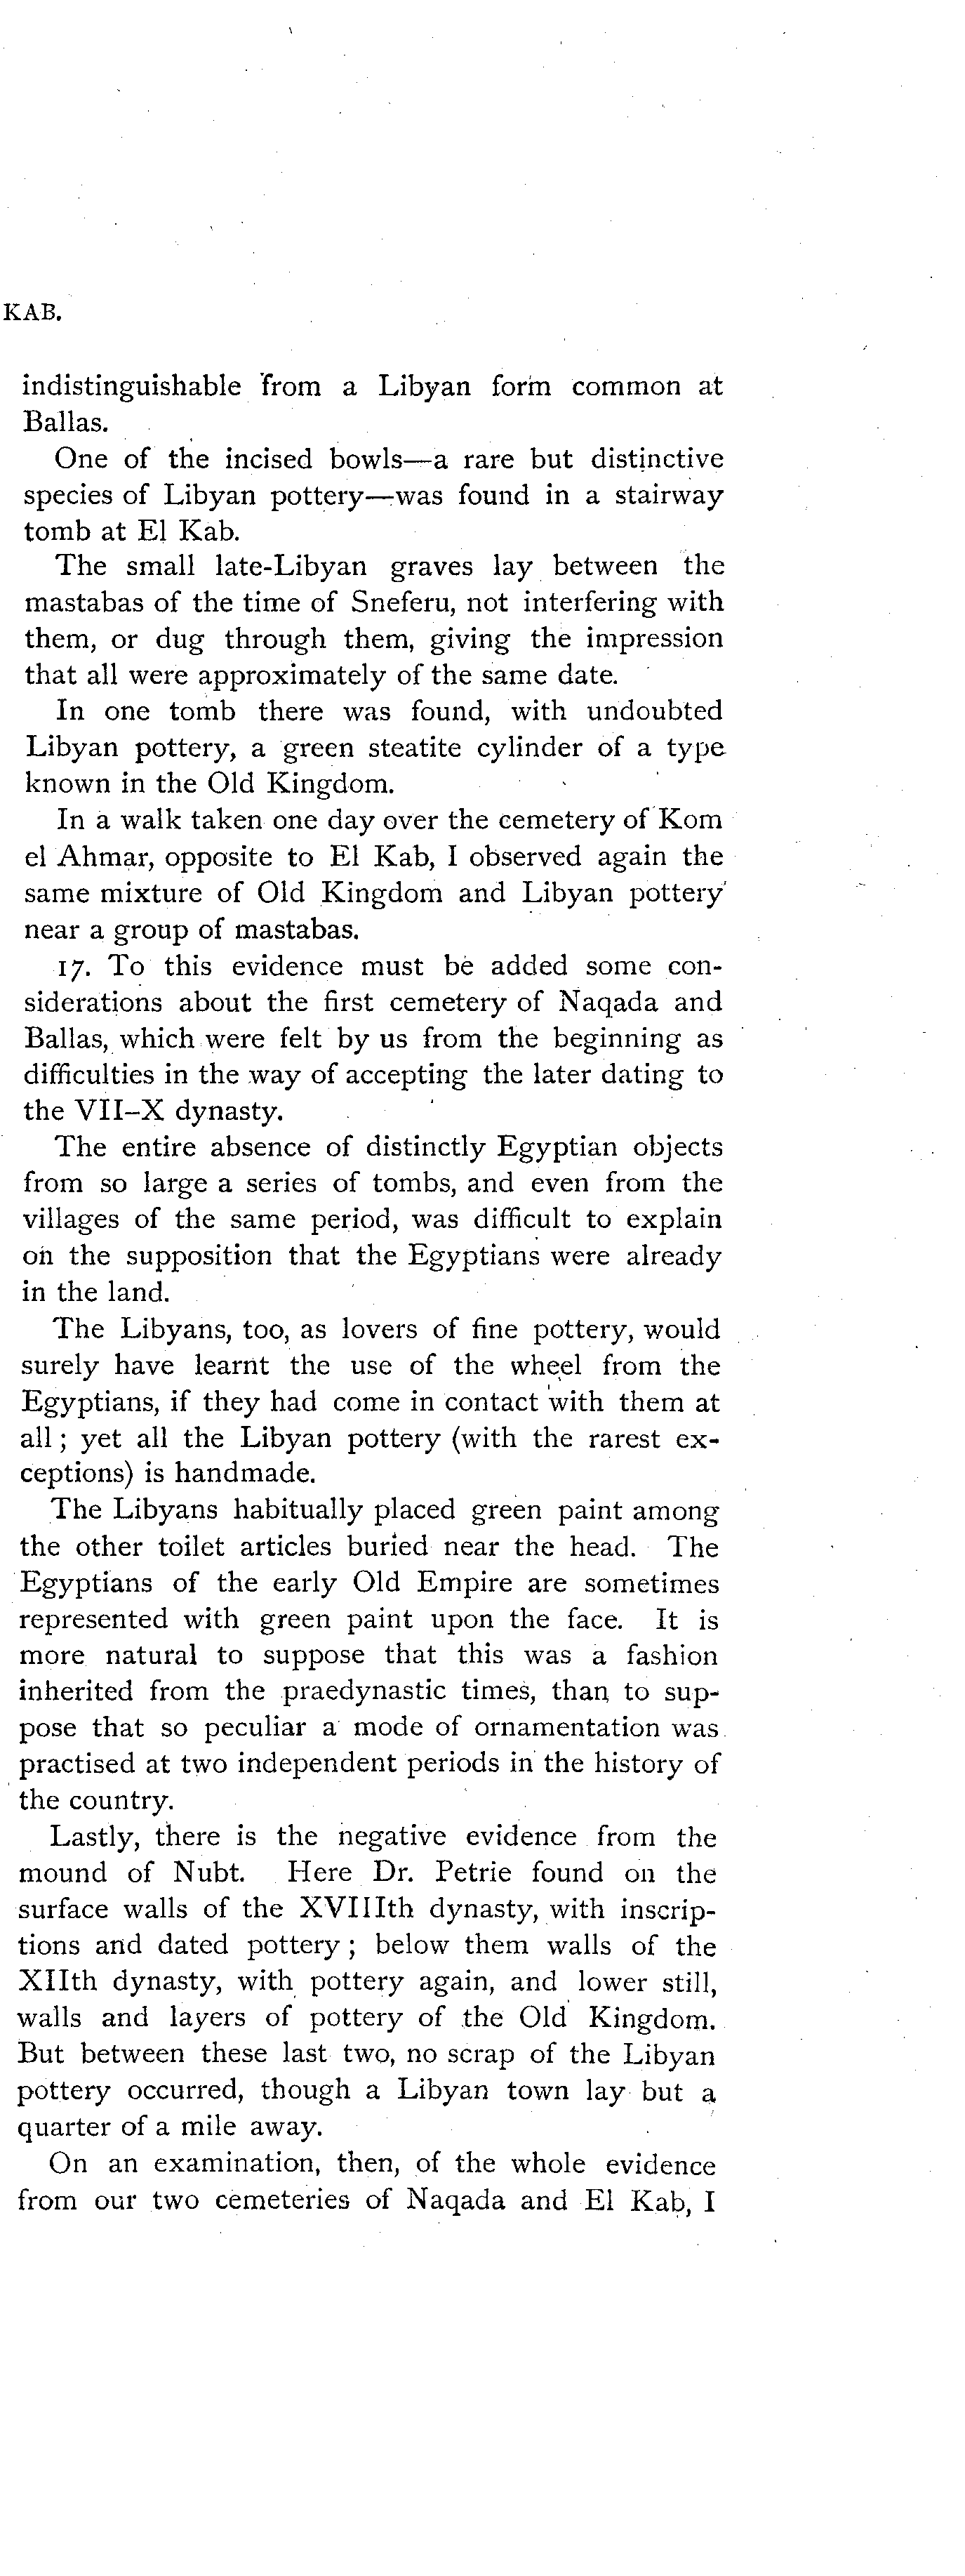 KAB.
indistinguishable from a Libyan form common at
Ballas.
One of the incised bowls—a rare but distinctive
species of Libyan pottery—was found in a stairway
tomb at El Kab.
The small late-Libyan graves lay between the
mastabas of the time of Sneferu, not interfering with
them, or dug through them, giving the impression
that all were approximately of the same date.
In one tomb there was found, with undoubted
Libyan pottery, a green steatite cylinder of a type
known in the Old Kingdom.
In a walk taken one day over the cemetery of Kom
el Ahmar, opposite to El Kab, I observed again the
same mixture of Old Kingdom and Libyan pottery
near a group of mastabas.
17. To this evidence must be added some con-
siderations about the first cemetery of Naqada and
Ballas, which were felt by us from the beginning as
difficulties in the way of accepting the later dating to
the VII–X dynasty.
The entire absence of distinctly Egyptian objects
from so large a series of tombs, and even from the
villages of the same period, was difficult to explain
on the supposition that the Egyptians were already
in the land.
The Libyans, too, as lovers of fine pottery, would
surely have learnt the use of the wheel from the
Egyptians, if they had come in contact with them at
all ; yet all the Libyan pottery (with the rarest ex-
ceptions) is handmade.
The Libyans habitually placed green paint among
the other toilet articles buried near the head. The
Egyptians of the early Old Empire are sometimes
represented with green paint upon the face. It is
more natural to suppose that this was a fashion
inherited from the praedynastic times, than to sup-
pose that so peculiar a mode of ornamentation was
practised at two independent periods in the history of
the country.
Lastly, there is the negative evidence from the
mound of Nubt. Here Dr. Petrie found on the
surface walls of the XVIIIth dynasty, with inscrip-
tions and dated pottery ; below them walls of the
XIIth dynasty, with pottery again, and lower still,
walls and layers of pottery of the Old Kingdom.
But between these last two, no scrap of the Libyan
pottery occurred, though a Libyan town lay but a
quarter of a mile away.
On an examination, then, of the whole evidence
from our two cemeteries of Naqada and El Kab, I